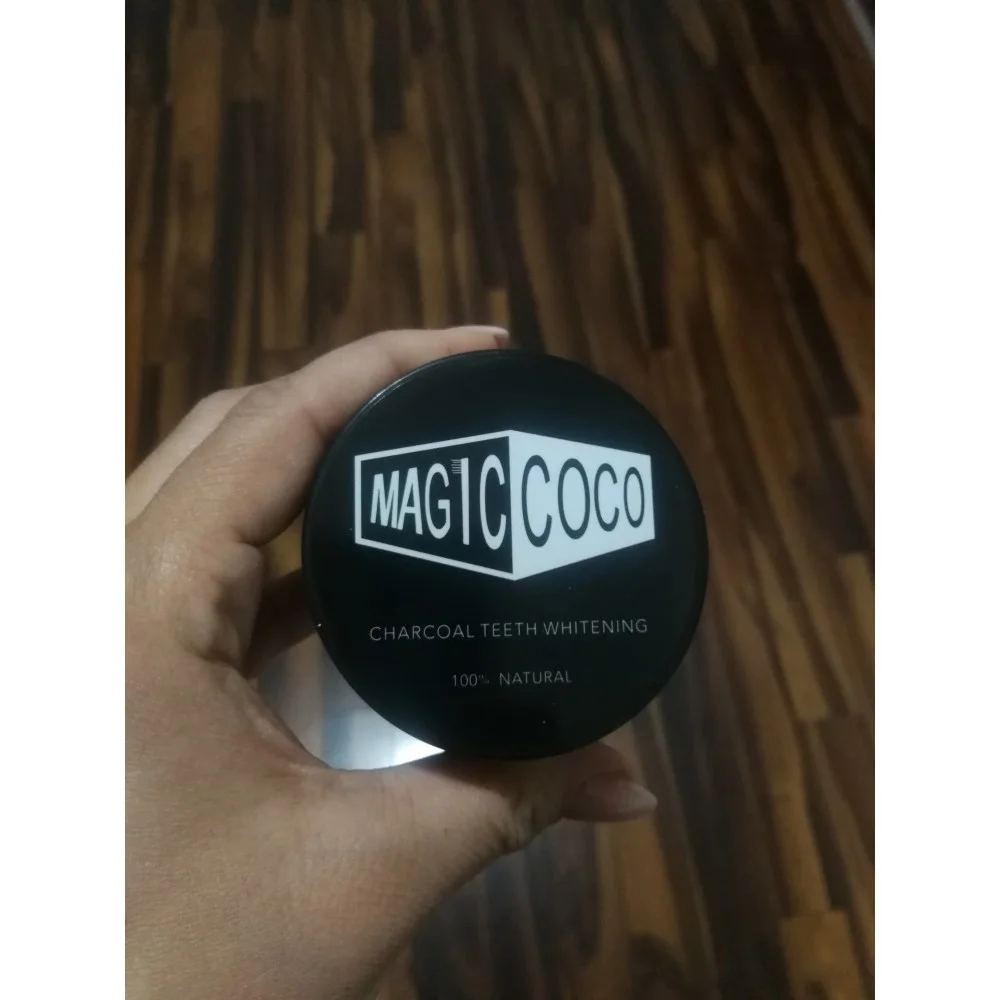 MAGIC COCO
CHARCOAL TEETH WHITENING
100% NATURAL